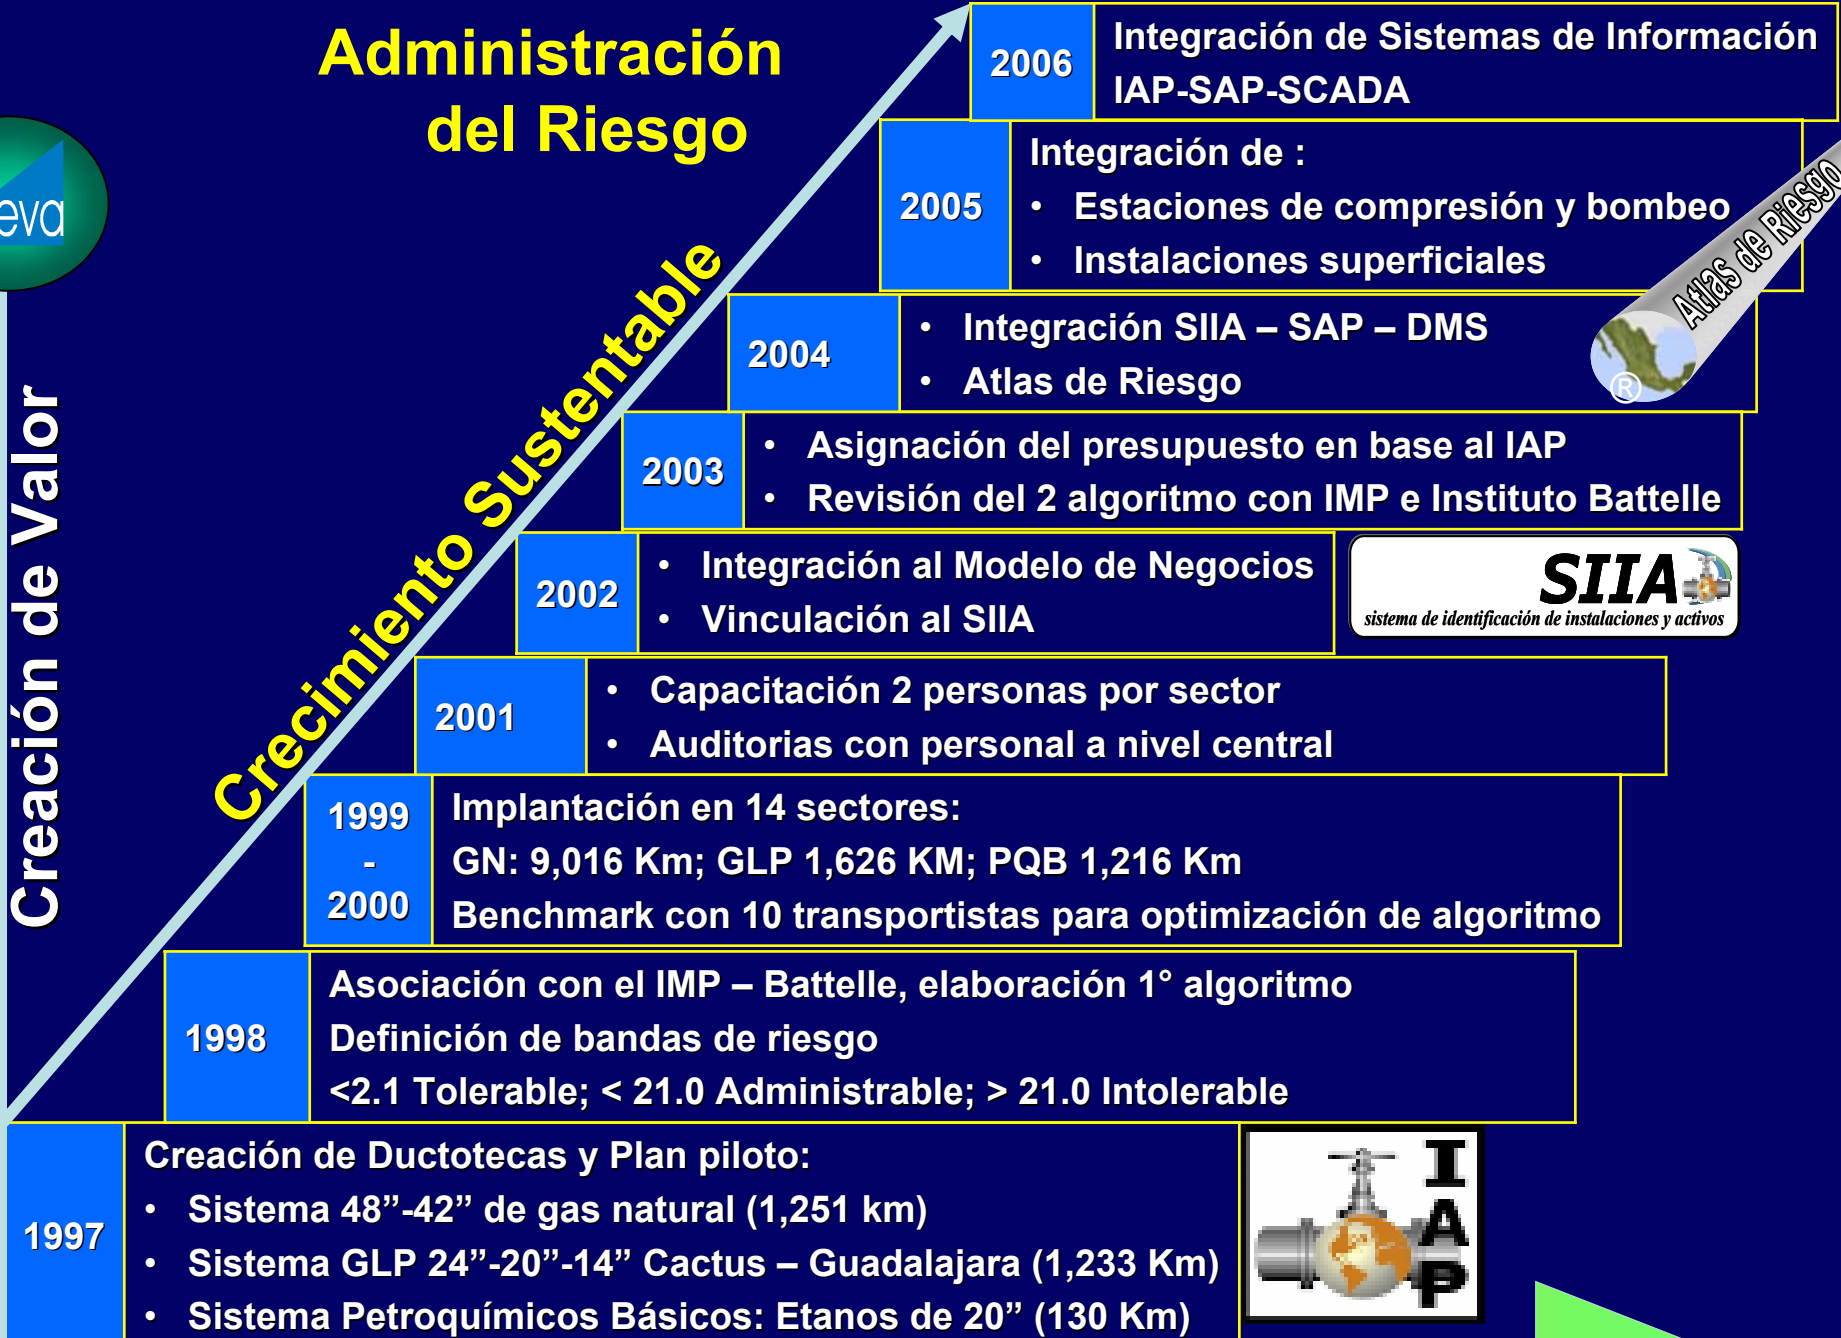 Administración
del Riesgo
eva
Creación de Valor
Crecimiento Sustentable
2006
Integración de Sistemas de Información
IAP-SAP-SCADA
2005
Integración de :
• Estaciones de compresión y bombeo
• Instalaciones superficiales
Atlas de Riesgo
®
2004
• Integración SIIA – SAP – DMS
• Atlas de Riesgo
2003
• Asignación del presupuesto en base al IAP
• Revisión del 2 algoritmo con IMP e Instituto Battelle
2002
• Integración al Modelo de Negocios
• Vinculación al SIIA
SIIA
sistema de identificación de instalaciones y activos
2001
• Capacitación 2 personas por sector
• Auditorias con personal a nivel central
1999
-
2000
Implantación en 14 sectores:
GN: 9,016 Km; GLP 1,626 KM; PQB 1,216 Km
Benchmark con 10 transportistas para optimización de algoritmo
1998
Asociación con el IMP – Battelle, elaboración 1° algoritmo
Definición de bandas de riesgo
<2.1 Tolerable; < 21.0 Administrable; > 21.0 Intolerable
1997
Creación de Ductotecas y Plan piloto:
• Sistema 48”-42” de gas natural (1,251 km)
• Sistema GLP 24”-20”-14” Cactus – Guadalajara (1,233 Km)
• Sistema Petroquímicos Básicos: Etanos de 20” (130 Km)
IAP